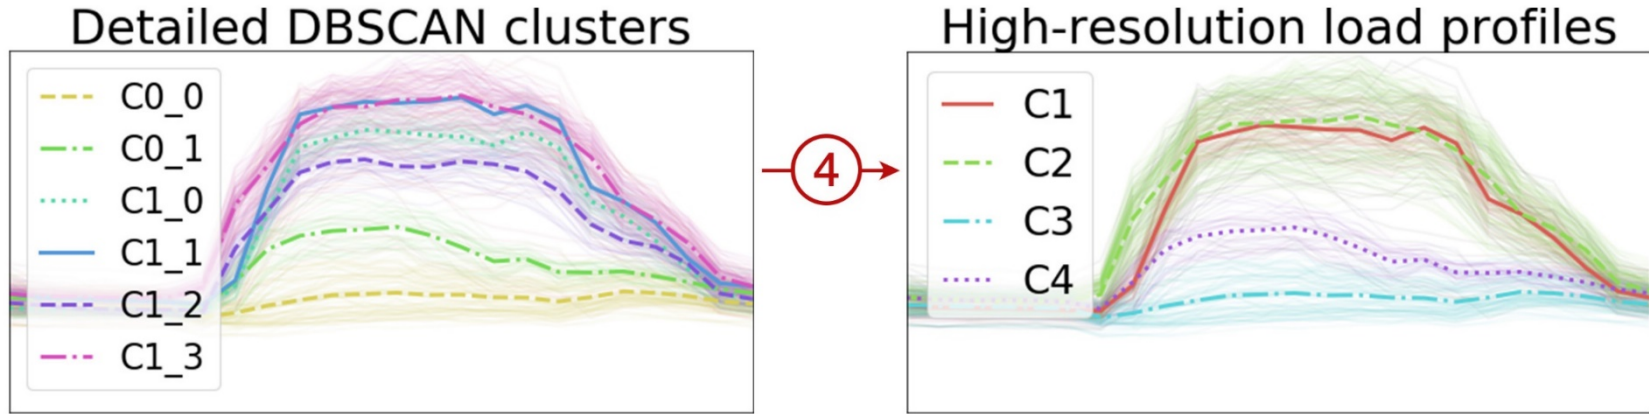 Detailed DBSCAN clusters
C0_0
C0_1
C1_0
C1_1
C1_2
C1_3
4
High-resolution load profiles
C1
C2
C3
C4